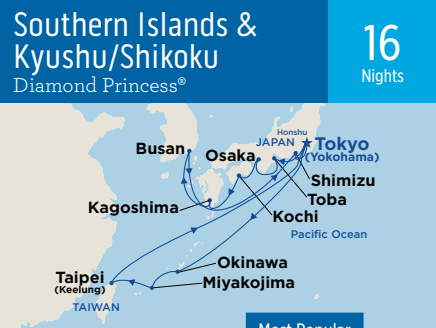 Southern Islands &
Kyushu/Shikoku
Diamond Princess®
16
Nights
Honshu
JAPAN
Tokyo
(Yokohama)
Busan
Osaka
Shimizu
Toba
Kagoshima
Kochi
Pacific Ocean
Okinawa
Taipei
(Keelung)
Miyakojima
TAIWAN
Most Popular